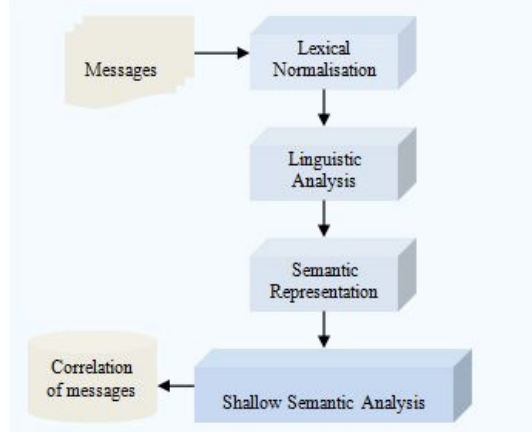 Messages
Lexical
Normalisation
Linguistic
Analysis
Semantic
Representation
Shallow Semantic Analysis
Correlation
of messages